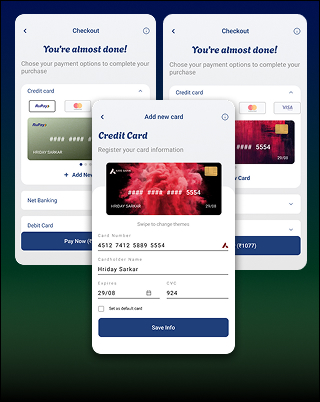 Checkout
You're almost done!
Chose your payment options to complete your
purchase
Credit card
RuPay
RuPay
#### #### #### 5554
HRIDAY SARKAR
+ Add New
Net Banking
Debit Card
Pay Now (₹
Checkout
You're almost done!
Chose your payment options to complete your
purchase
Credit card
VISA
#### #### #### 5554
29/08
ew Card
(₹1077)
Add new card
Credit Card
Register your card information
AXIS BANK
#### #### #### 5554
HRIDAY SARKAR
29/08
Swipe to change themes
Card Number
4512 7412 5889 5554
Cardholder Name
Hriday Sarkar
Expires
CVC
29/08
924
Set as default card
Save Info